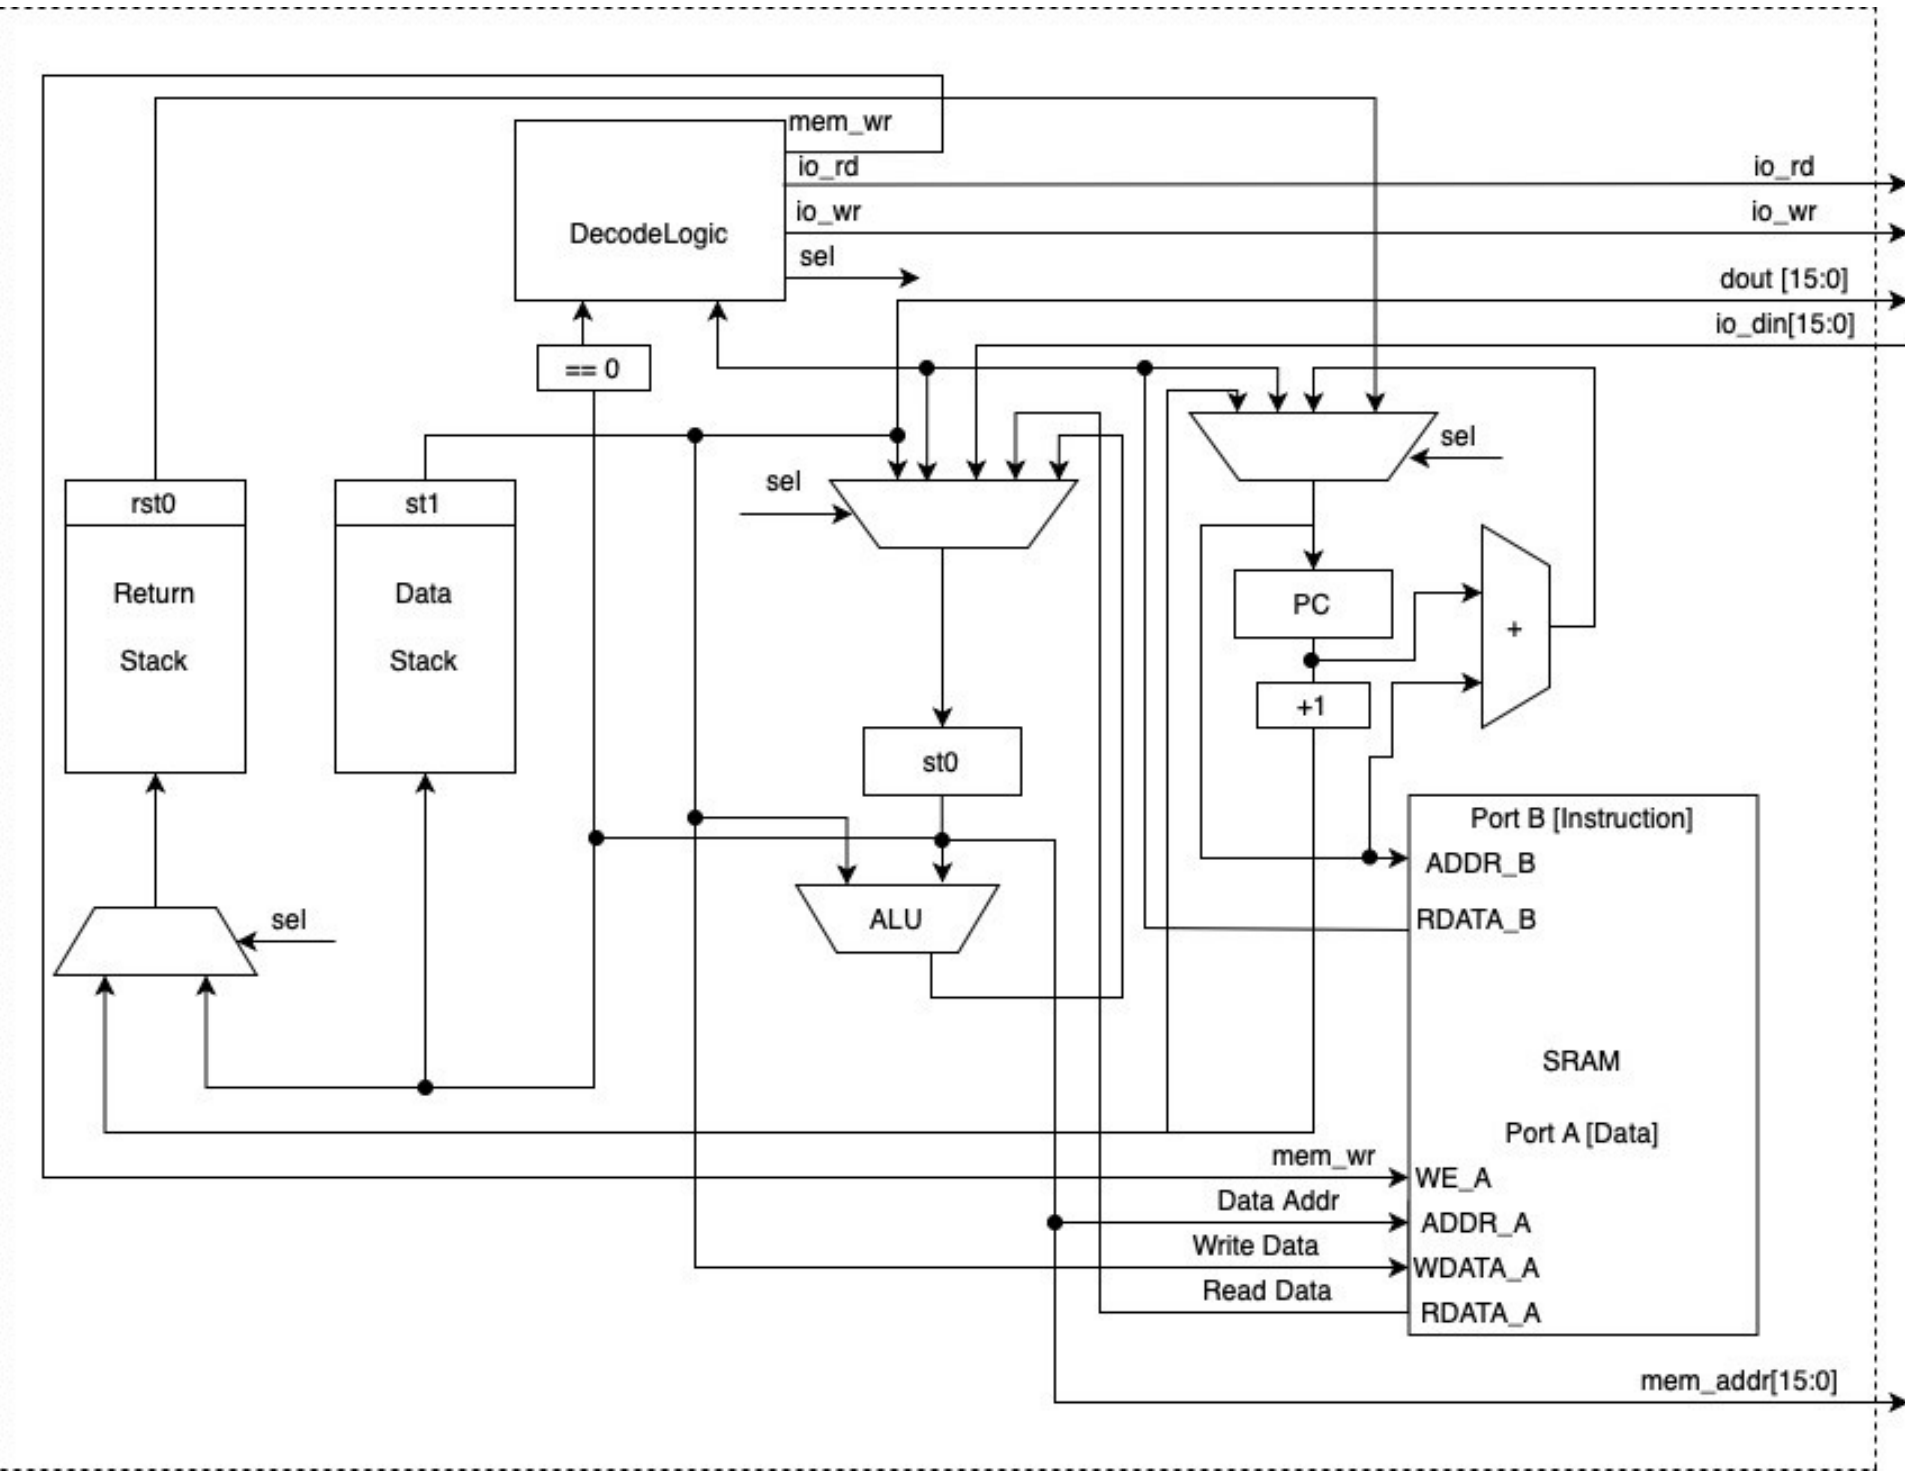 mem_wr
io_rd
io_rd
io_wr
io_wr
DecodeLogic
sel
dout [15:0]
io_din[15:0]
== 0
sel
sel
rst0
st1
Return
Stack
Data
Stack
PC
+
+1
st0
Port B [Instruction]
ADDR_B
ALU
sel
RDATA_B
SRAM
Port A [Data]
mem_wr
WE_A
Data Addr
ADDR_A
Write Data
WDATA_A
Read Data
RDATA_A
mem_addr[15:0]